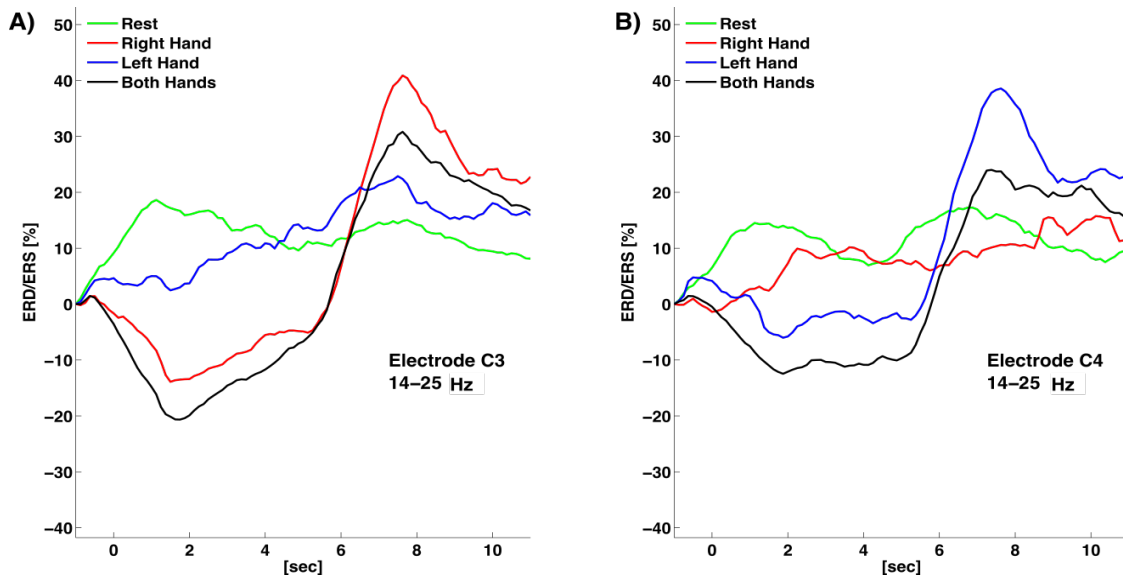 A)
Rest
Right Hand
Left Hand
Both Hands
ERD/ERS [%]
50
40
30
20
10
0
−10
−20
−30
−40
Electrode C3
14−25 Hz
0 2 4 6 8 10
[sec]
B)
Rest
Right Hand
Left Hand
Both Hands
ERD/ERS [%]
50
40
30
20
10
0
−10
−20
−30
−40
Electrode C4
14−25 Hz
0 2 4 6 8 10
[sec]